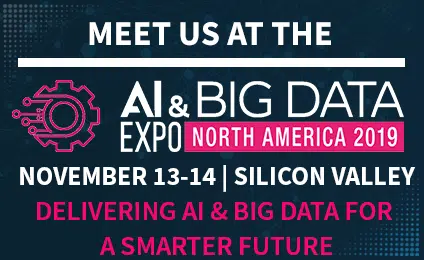 MEET US AT THE
AI & BIG DATA
EXPO NORTH AMERICA 2019
NOVEMBER 13-14 | SILICON VALLEY
DELIVERING AI & BIG DATA FOR
A SMARTER FUTURE